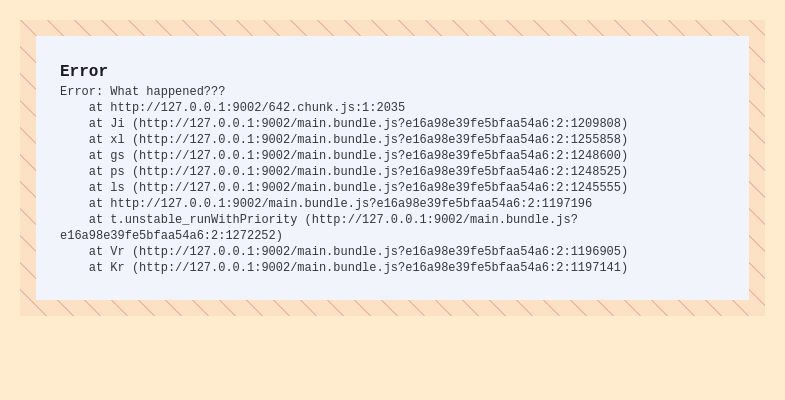 Error
Error: What happened???
    at http://127.0.0.1:9002/642.chunk.js:1:2035
    at Ji (http://127.0.0.1:9002/main.bundle.js?e16a98e39fe5bfaa54a6:2:1209808)
    at xl (http://127.0.0.1:9002/main.bundle.js?e16a98e39fe5bfaa54a6:2:1255858)
    at gs (http://127.0.0.1:9002/main.bundle.js?e16a98e39fe5bfaa54a6:2:1248600)
    at ps (http://127.0.0.1:9002/main.bundle.js?e16a98e39fe5bfaa54a6:2:1248525)
    at ls (http://127.0.0.1:9002/main.bundle.js?e16a98e39fe5bfaa54a6:2:1245555)
    at http://127.0.0.1:9002/main.bundle.js?e16a98e39fe5bfaa54a6:2:1197196
    at t.unstable_runWithPriority (http://127.0.0.1:9002/main.bundle.js?
e16a98e39fe5bfaa54a6:2:1272252)
    at Vr (http://127.0.0.1:9002/main.bundle.js?e16a98e39fe5bfaa54a6:2:1196905)
    at Kr (http://127.0.0.1:9002/main.bundle.js?e16a98e39fe5bfaa54a6:2:1197141)